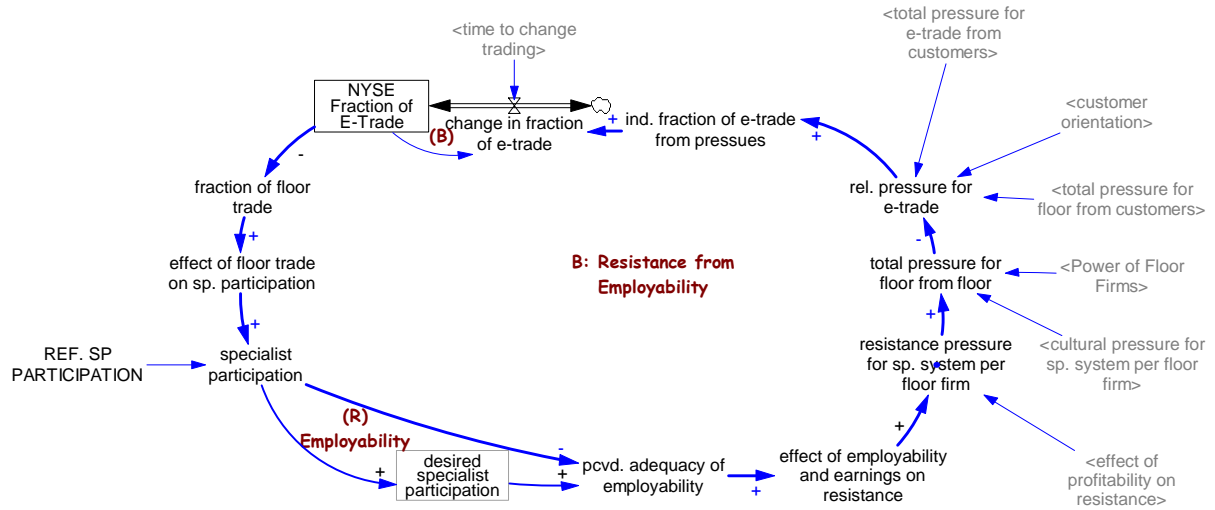 <total pressure for
e-trade from
customers>
<time to change
trading>
NYSE
Fraction of
E-Trade
(B)
change in fraction
of e-trade
+
ind. fraction of e-trade
from pressues
+
<customer
orientation>
-
fraction of floor
trade
rel. pressure for
e-trade
<total pressure for
floor from customers>
+
-
effect of floor trade
on sp. participation
B: Resistance from
Employability
total pressure for
floor from floor
<Power of Floor
Firms>
+
+
REF. SP
PARTICIPATION
specialist
participation
resistance pressure
for sp. system per
floor firm
<cultural pressure for
sp. system per floor
firm>
(R)
Employability
+
-
+
+
desired
specialist
participation
pcvd. adequacy of
employability
+
effect of employability
and earnings on
resistance
<effect of
profitability on
resistance>